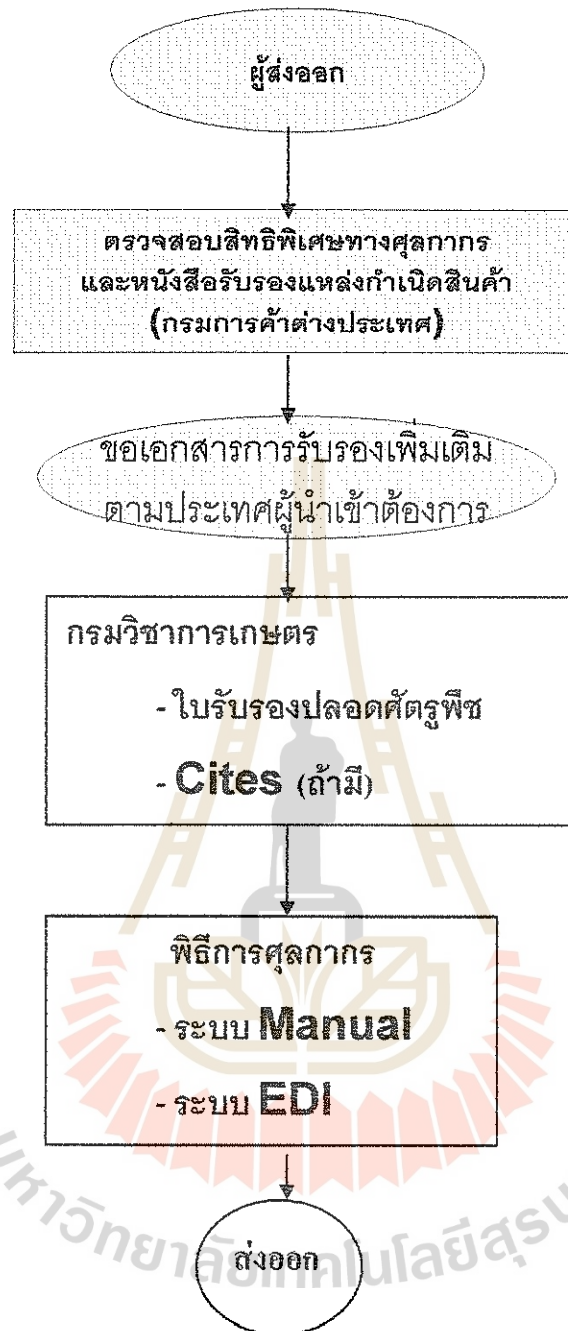 ผู้ส่งออก
ตรวจสอบสิทธิพิเศษทางศุลกากร
และหนังสือรับรองแหล่งกำเนิดสินค้า
(กรมการค้าต่างประเทศ)
ขอเอกสารการรับรองเพิ่มเติม
ตามประเทศผู้นำเข้าต้องการ
กรมวิชาการเกษตร
- ใบรับรองปลอดศัตรูพืช
- Cites (ถ้ามี)
พิธีการศุลกากร
- ระบบ Manual
- ระบบ EDI
ส่งออก